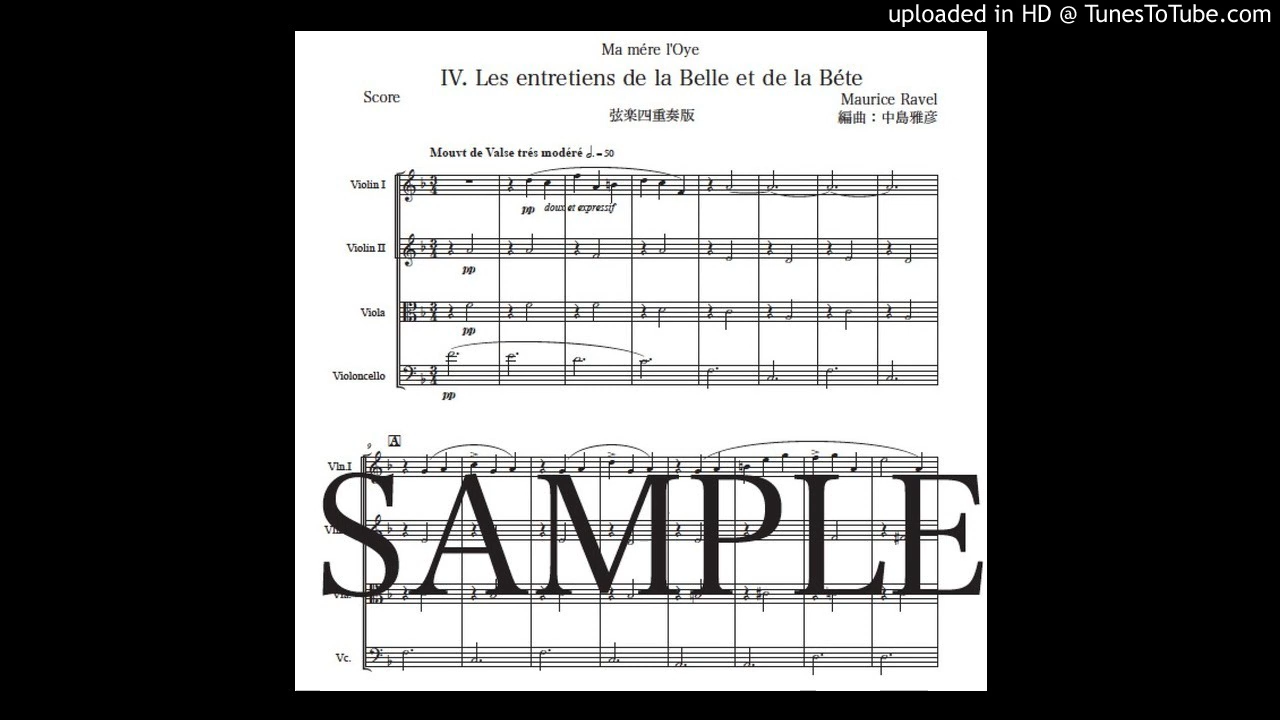 uploaded in HD @ TunesToTube.com
Ma mére l'Oye
IV. Les entretiens de la Belle et de la Béte
Score
Maurice Ravel
弦楽四重奏版
編曲：中島雅彦
Mouvt de Valse trés modéré = 50
Violin I
pp doux et expressif
Violin II
pp
Viola
pp
Violoncello
pp
9 A
Vln.I
SAMPLE
Vc.